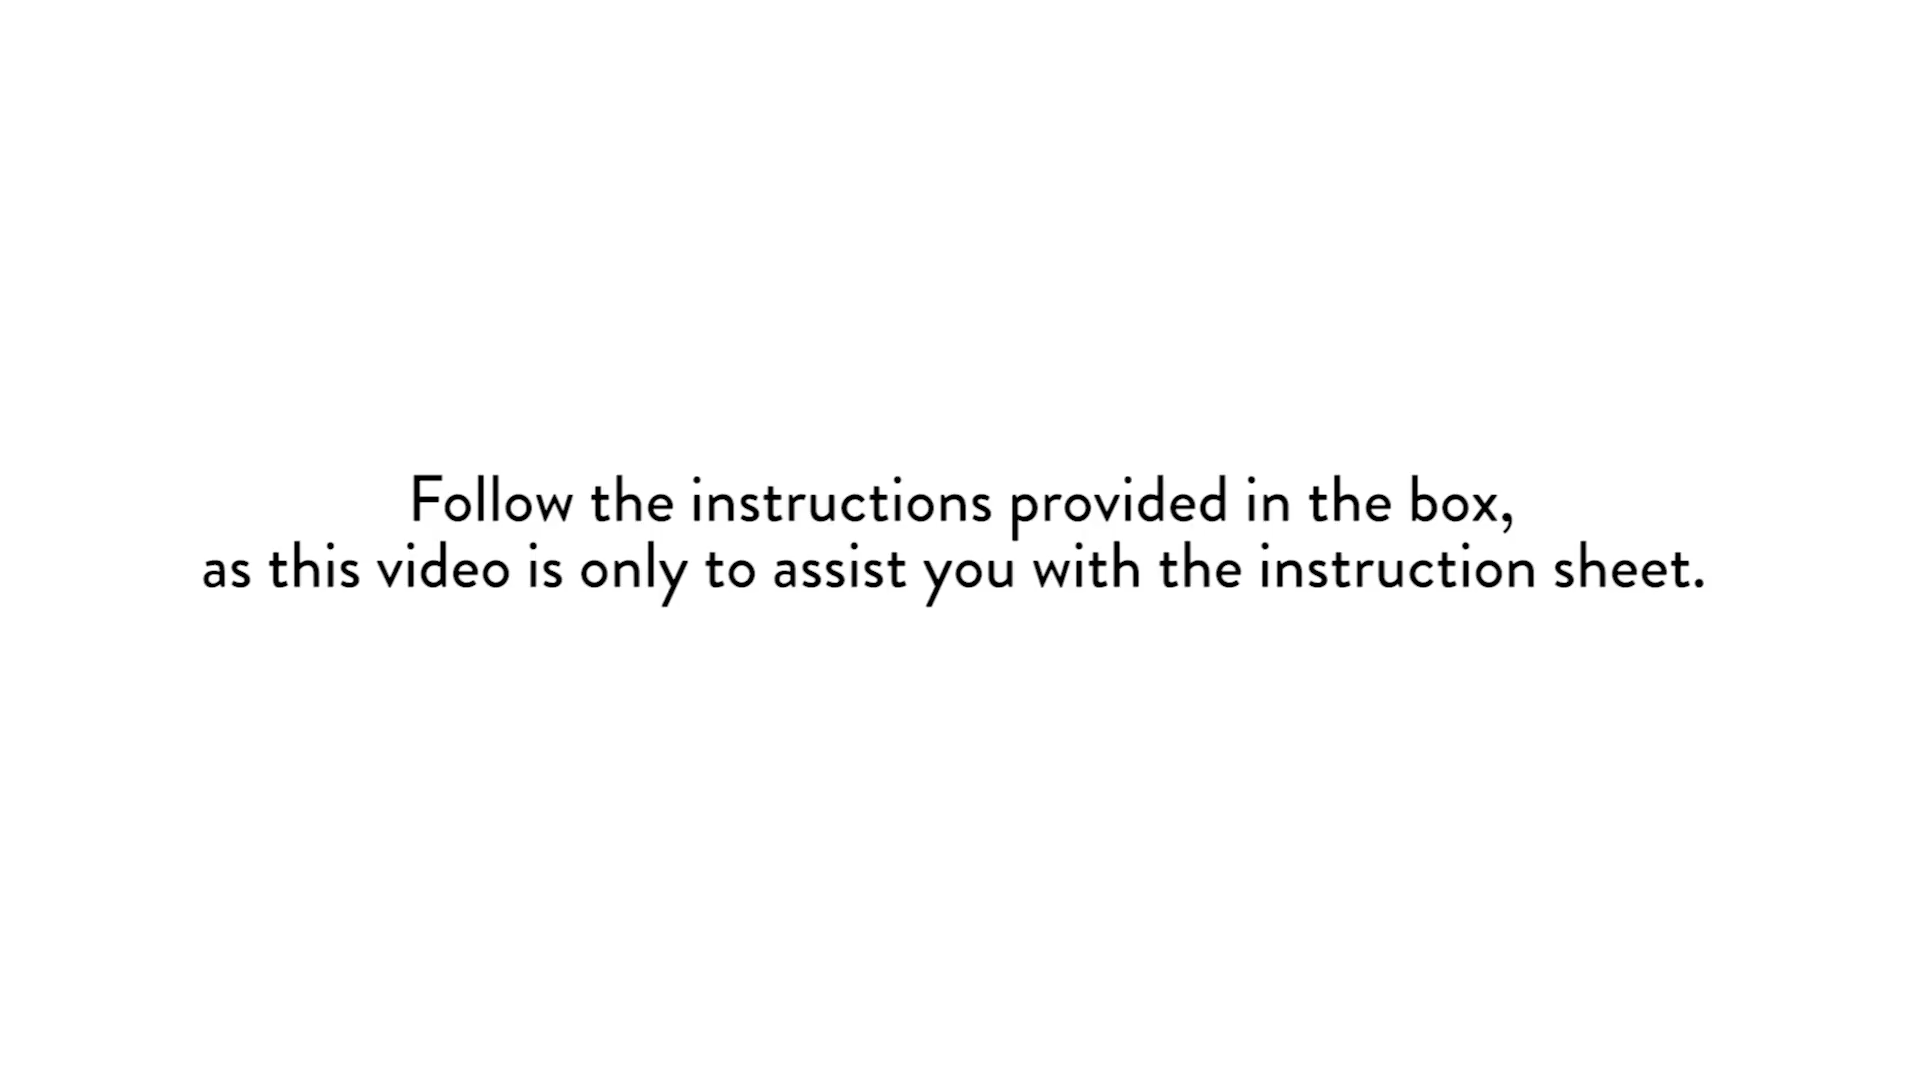 Follow the instructions provided in the box,
as this video is only to assist you with the instruction sheet.